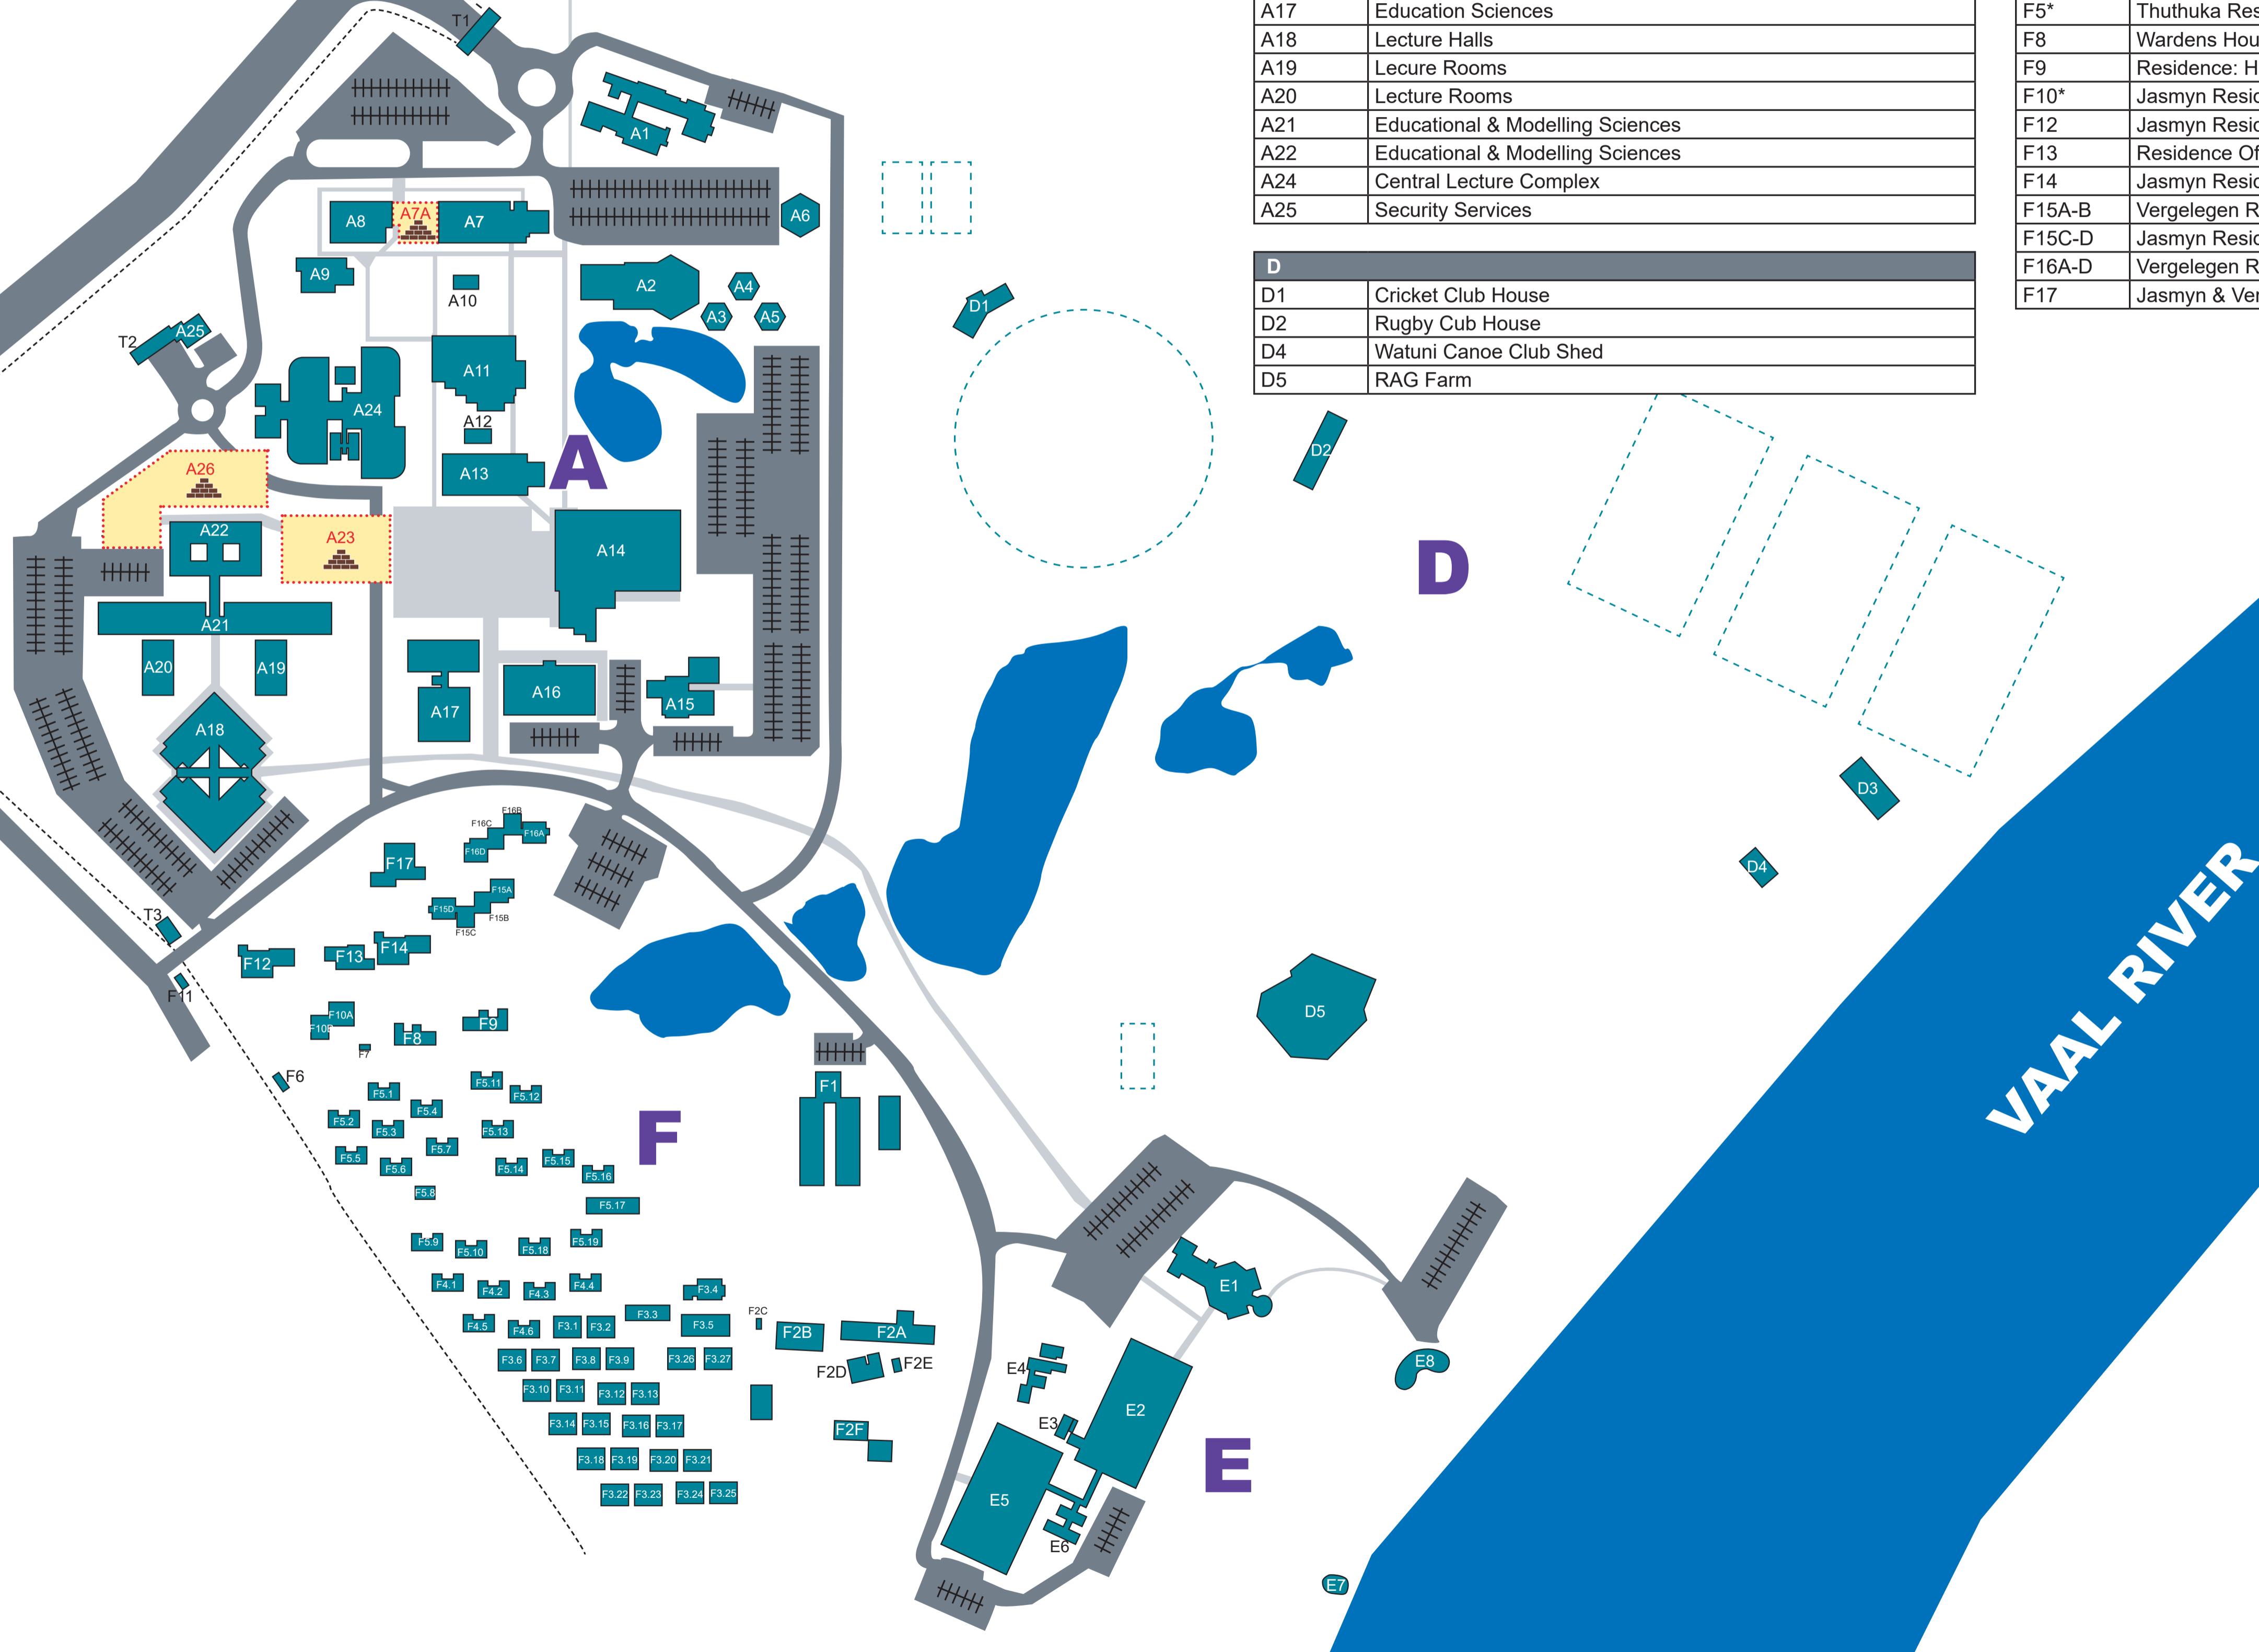 T1
A17 Education Sciences
A18 Lecture Halls
A19 Lecure Rooms
A20 Lecture Rooms
A21 Educational & Modelling Sciences
A22 Educational & Modelling Sciences
A24 Central Lecture Complex
A25 Security Services
D
D1 Cricket Club House
D2 Rugby Cub House
D4 Watuni Canoe Club Shed
D5 RAG Farm
F5* Thuthuka Res
F8 Wardens Hou
F9 Residence: H
F10* Jasmyn Resid
F12 Jasmyn Resid
F13 Residence Of
F14 Jasmyn Resid
F15A-B Vergelegen R
F15C-D Jasmyn Resid
F16A-D Vergelegen R
F17 Jasmyn & Ver
A1
A8
A7A
A7
A6
A9
A10
A2
A4
A3
A5
D1
T2
A25
A11
A24
A12
A13
A
D2
A26
A22
A23
A14
D
A21
A20
A19
A17
A16
A15
A18
D3
D4
F16B
F16C
F16A
F16D
F17
F15A
F15D
F15B
F15C
T3
F14
F13
F12
F11
VAAL RIVER
D5
F10A
F10B
F9
F8
F7
F6
F5.11
F5.1
F5.12
F5.4
F5.2
F5.3
F5.13
F5.7
F5.5
F5.6
F5.14
F5.15
F5.16
F5.8
F5.17
F
F1
F5.9
F5.10
F5.18
F5.19
F4.1
F4.2
F4.3
F4.4
F3.4
F4.5
F4.6
F3.1
F3.2
F3.3
F3.5
F2C
F2B
F2A
F2D
F2E
F3.6
F3.7
F3.8
F3.9
F3.26
F3.27
F3.10
F3.11
F3.12
F3.13
F3.14
F3.15
F3.16
F3.17
F2F
F3.18
F3.19
F3.20
F3.21
F3.22
F3.23
F3.24
F3.25
E1
E8
E4
E2
E3
E
E5
E6
E7